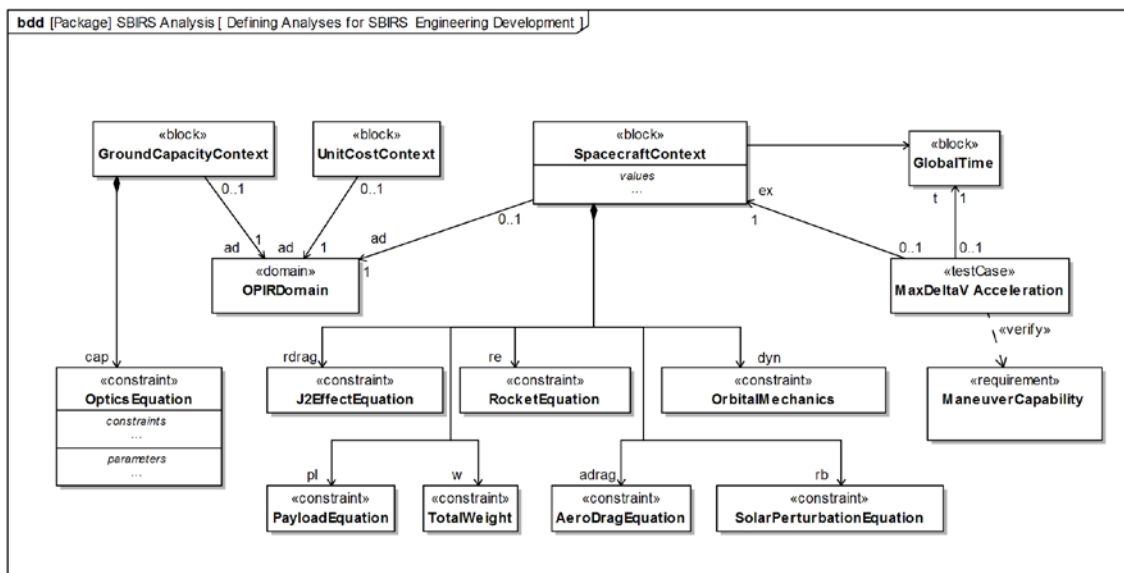 bdd [Package] SBIRS Analysis [ Defining Analyses for SBIRS Engineering Development ]
«block»
GroundCapacityContext
«block»
UnitCostContext
«block»
SpacecraftContext
values
...
«block»
GlobalTime
0..1
0..1
0..1
ex
1
t
1
ad
1
ad
1
ad
1
0..1
0..1
«domain»
OPIRDomain
«testCase»
MaxDeltaV Acceleration
«verify»
cap
rdrag
re
dyn
«constraint»
OpticsEquation
constraints
...
parameters
...
«constraint»
J2EffectEquation
«constraint»
RocketEquation
«constraint»
OrbitalMechanics
«requirement»
ManeuverCapability
pl
w
adrag
rb
«constraint»
PayloadEquation
«constraint»
TotalWeight
«constraint»
AeroDragEquation
«constraint»
SolarPerturbationEquation